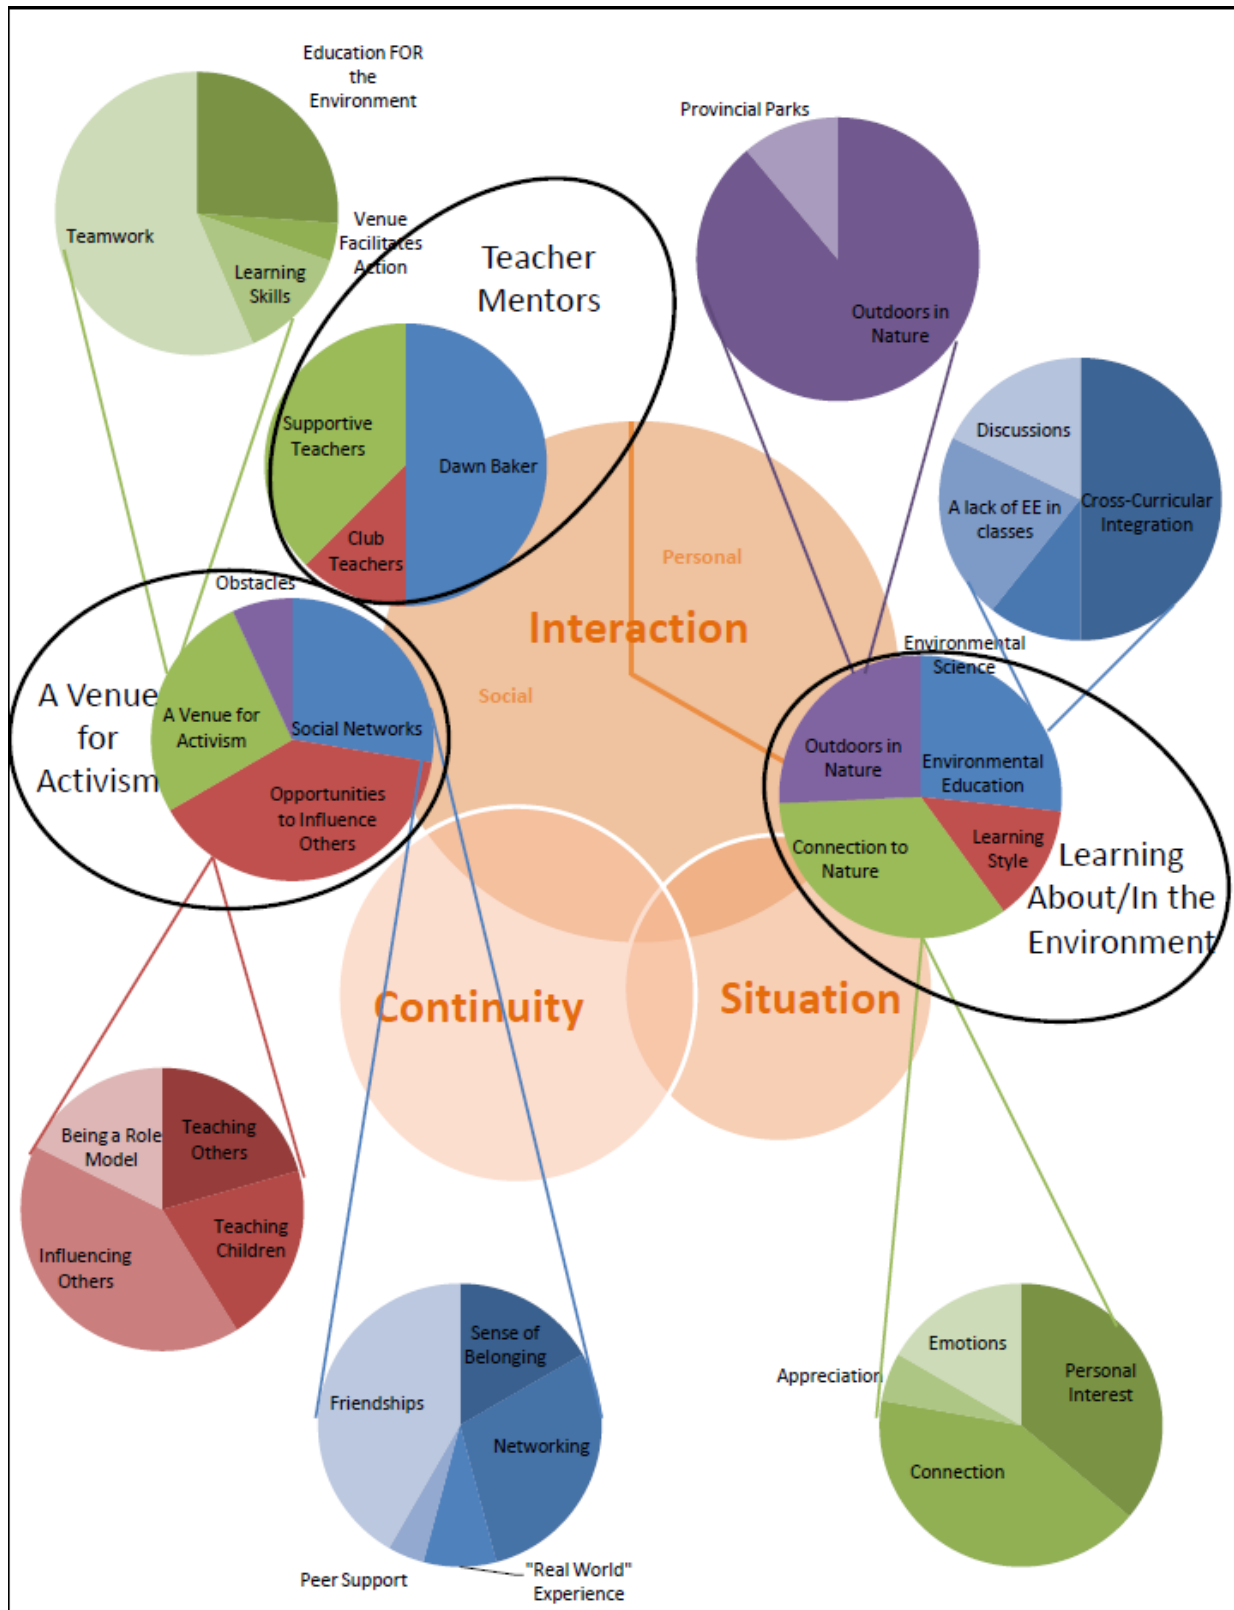 Education FOR
the
Environment
Teamwork
Venue
Facilitates
Action
Learning
Skills
Provincial Parks
Outdoors in
Nature
Teacher
Mentors
Supportive
Teachers
Dawn Baker
Club
Teachers
Discussions
A lack of EE in
classes
Cross-Curricular
Integration
Personal
Interaction
Social
Obstacles
A Venue
for
Activism
A Venue for
Activism
Social Networks
Opportunities
to Influence
Others
Environmental
Science
Outdoors in
Nature
Environmental
Education
Connection to
Nature
Learning
Style
Learning
About/In the
Environment
Continuity
Situation
Being a Role
Model
Teaching
Others
Teaching
Children
Influencing
Others
Sense of
Belonging
Friendships
Networking
Peer Support
"Real World"
Experience
Emotions
Appreciation
Personal
Interest
Connection